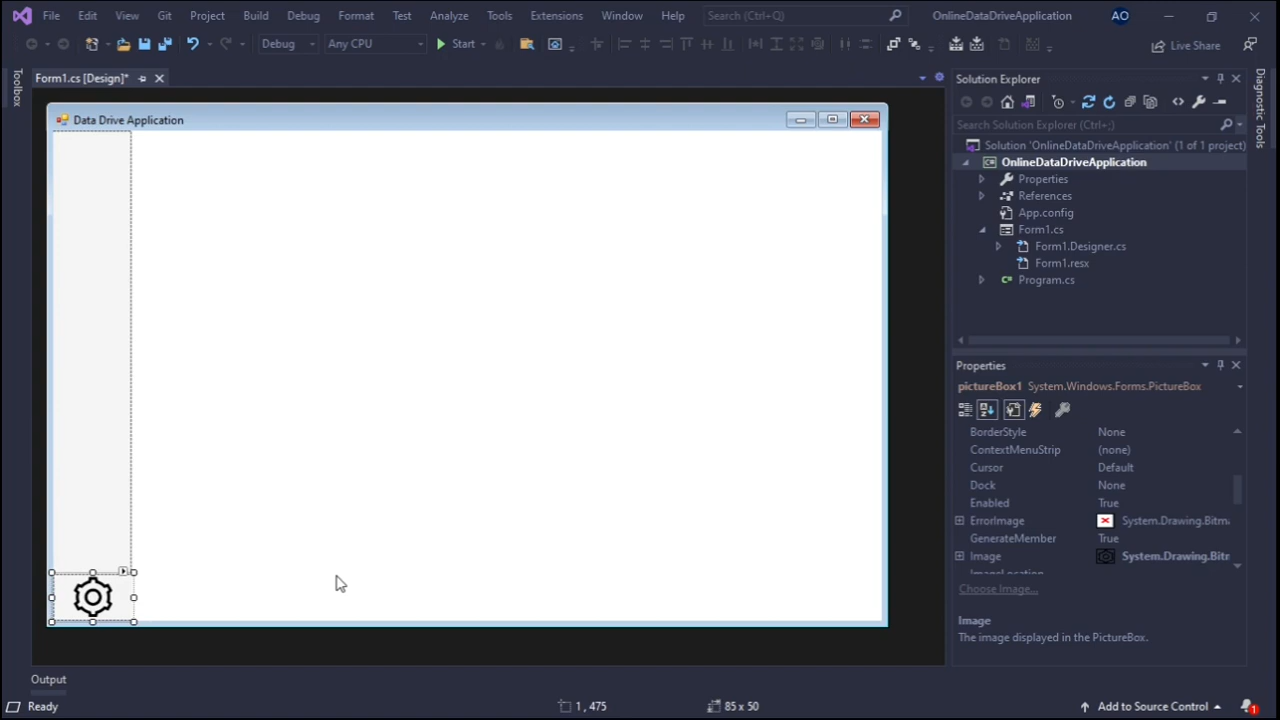 File Edit View Git Project Build Debug Format Test Analyze Tools Extensions Window Help Search (Ctrl+Q) OnlineDataDriveApplication AO
Debug Any CPU Start Live Share
Toolbox
Form1.cs [Design]*
Data Drive Application
Solution Explorer
Search Solution Explorer (Ctrl+;)
Solution 'OnlineDataDriveApplication' (1 of 1 project)
OnlineDataDriveApplication
Properties
References
App.config
Form1.cs
Form1.Designer.cs
Form1.resx
Program.cs
Diagnostic Tools
Properties
pictureBox1 System.Windows.Forms.PictureBox
BorderStyle None
ContextMenuStrip (none)
Cursor Default
Dock None
Enabled True
ErrorImage System.Drawing.Bitm
GenerateMember True
Image System.Drawing.Bitn
ImageLocation
Choose Image...
Image
The image displayed in the PictureBox.
Output
Ready 1 , 475 85 x 50 Add to Source Control 1